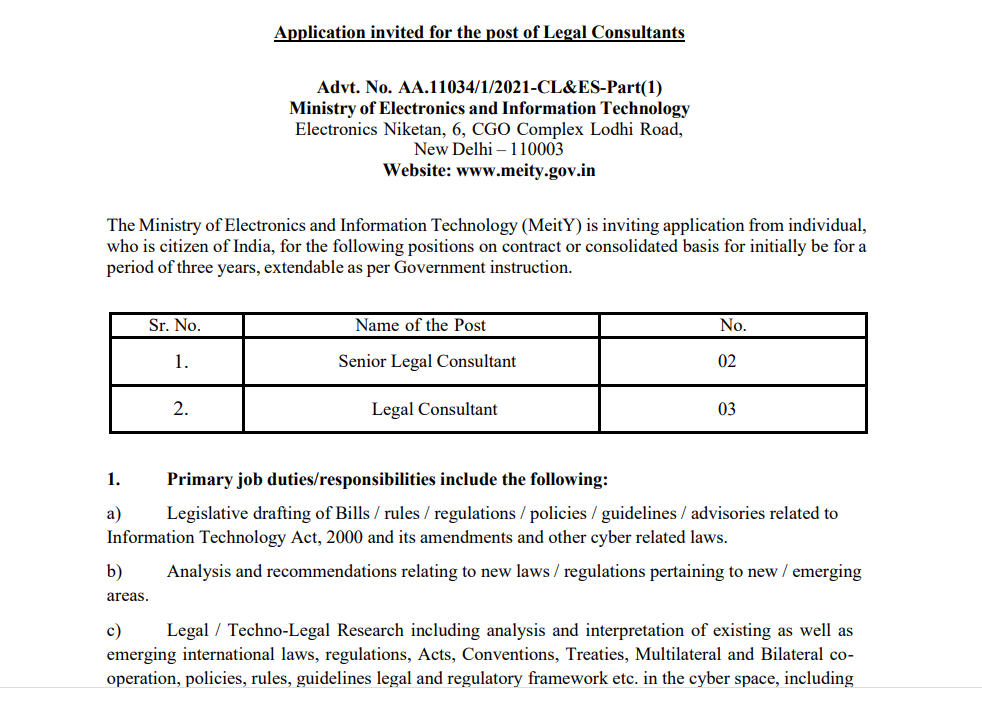 Application invited for the post of Legal Consultants
Advt. No. AA.11034/1/2021-CL&ES-Part(1)
Ministry of Electronics and Information Technology
Electronics Niketan, 6, CGO Complex Lodhi Road,
New Delhi – 110003
Website: www.meity.gov.in
The Ministry of Electronics and Information Technology (MeitY) is inviting application from individual,
who is citizen of India, for the following positions on contract or consolidated basis for initially be for a
period of three years, extendable as per Government instruction.
Sr. No. Name of the Post No.
1. Senior Legal Consultant 02
2. Legal Consultant 03
1. Primary job duties/responsibilities include the following:
a) Legislative drafting of Bills / rules / regulations / policies / guidelines / advisories related to
Information Technology Act, 2000 and its amendments and other cyber related laws.
b) Analysis and recommendations relating to new laws / regulations pertaining to new / emerging
areas.
c) Legal / Techno-Legal Research including analysis and interpretation of existing as well as
emerging international laws, regulations, Acts, Conventions, Treaties, Multilateral and Bilateral co-
operation, policies, rules, guidelines legal and regulatory framework etc. in the cyber space, including